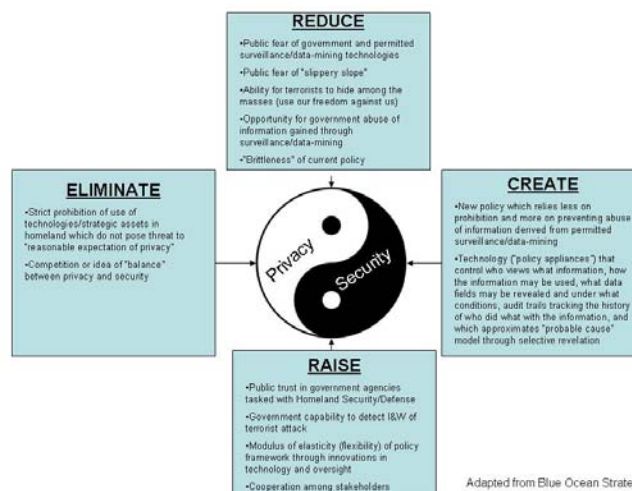 REDUCE
•Public fear of government and permitted
surveillance/data-mining technologies
•Public fear of "slippery slope"
•Ability for terrorists to hide among the
masses (use our freedom against us)
•Opportunity for government abuse of
information gained through
surveillance/data-mining
•"Brittleness" of current policy
ELIMINATE
•Strict prohibition of use of
technologies/strategic assets in
homeland which do not pose threat to
"reasonable expectation of privacy"
•Competition or idea of "balance"
between privacy and security
Privacy
Security
CREATE
•New policy which relies less on
prohibition and more on preventing abuse
of information derived from permitted
surveillance/data-mining
•Technology ("policy appliances") that
control who views what information, how
the information may be used, what data
fields may be revealed and under what
conditions, audit trails tracking the history
of who did what with the information, and
which approximates "probable cause"
model through selective revelation
RAISE
•Public trust in government agencies
tasked with Homeland Security/Defense
•Government capability to detect I&W of
terrorist attack
•Modulus of elasticity (flexibility) of policy
framework through innovations in
technology and oversight
•Cooperation among stakeholders
Adapted from Blue Ocean Strate